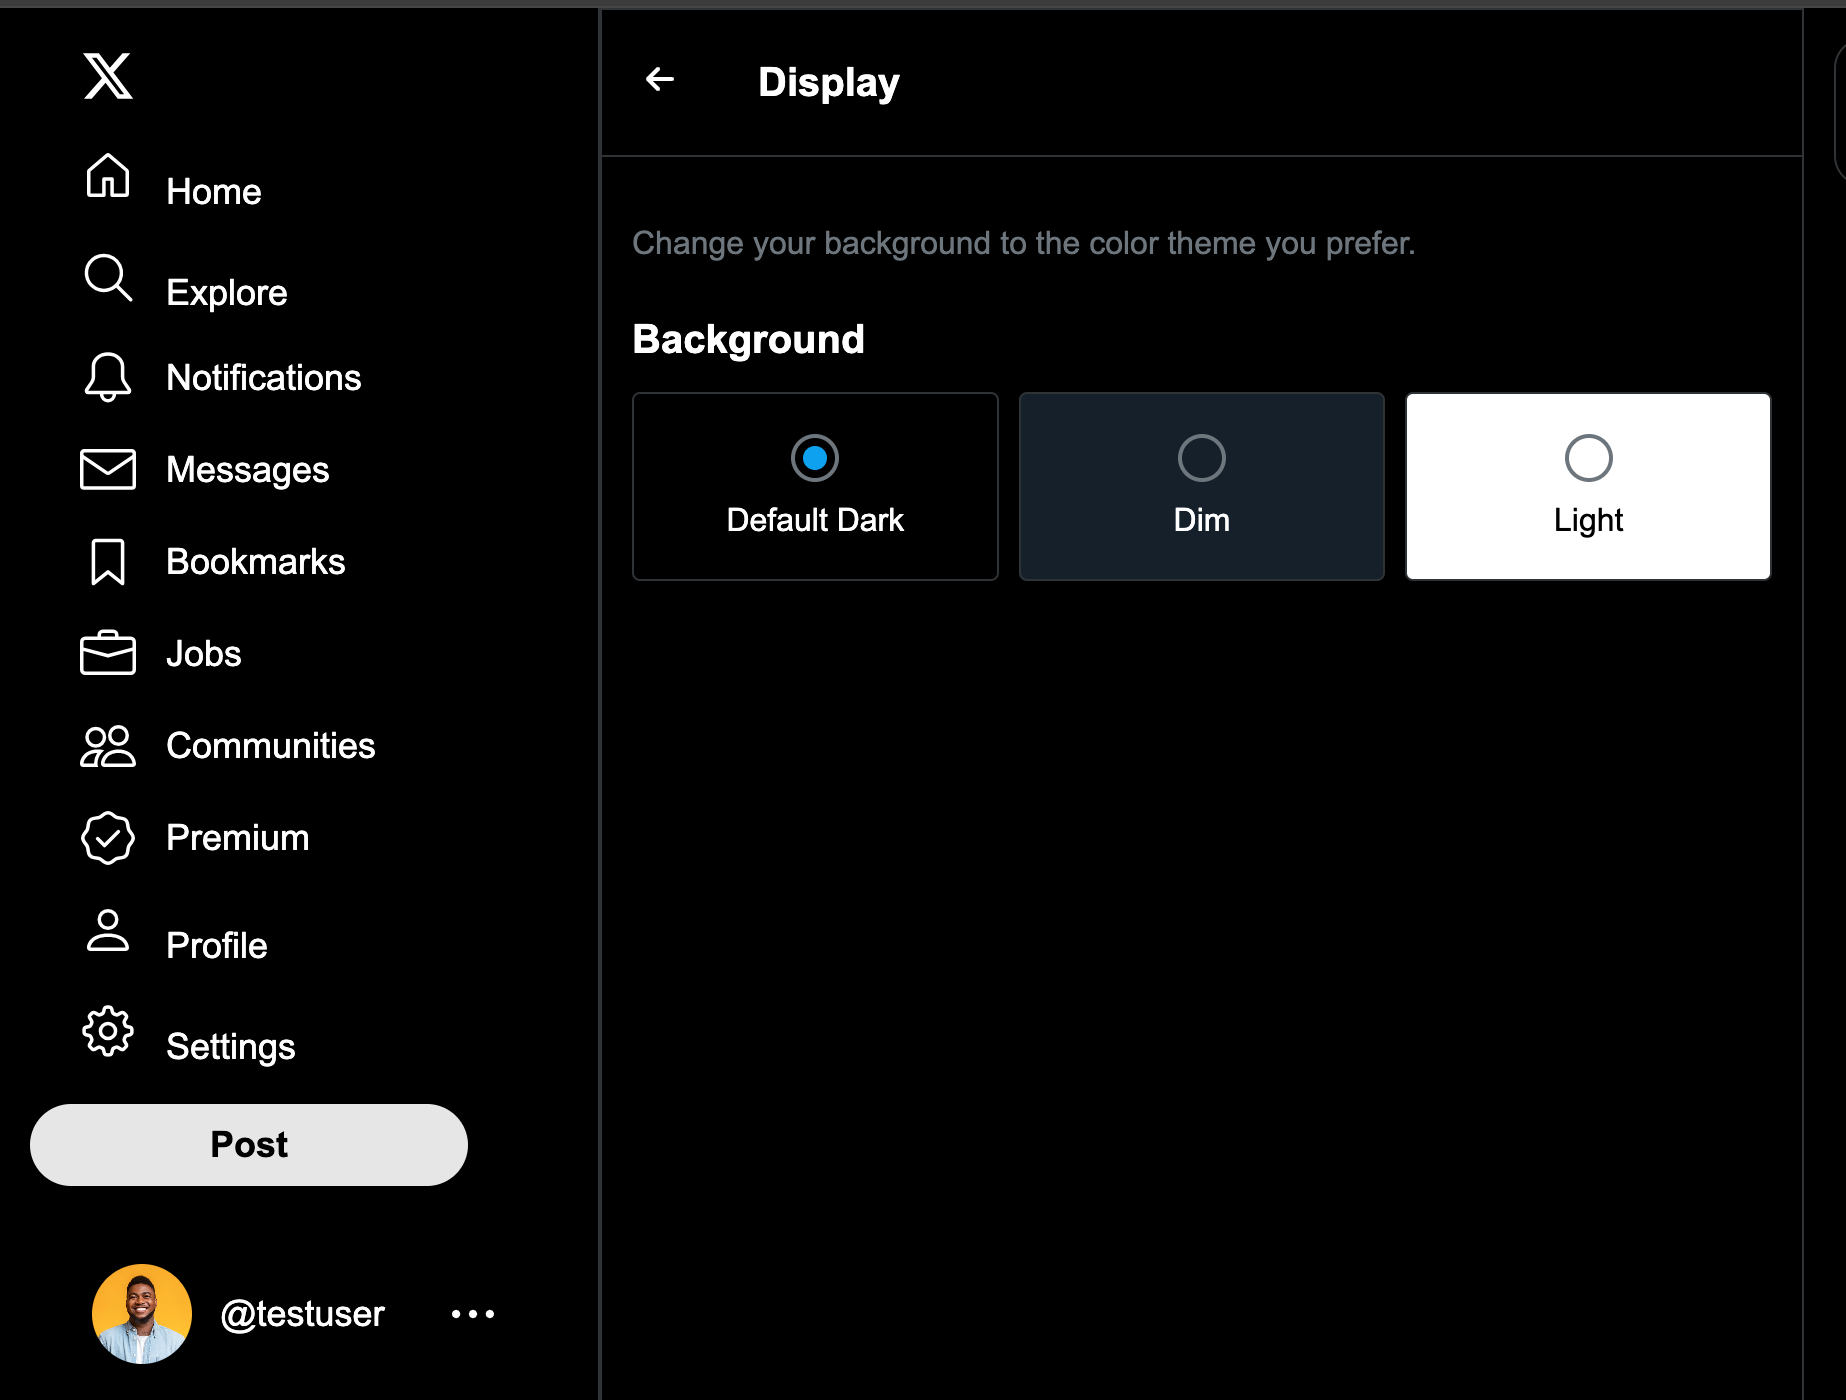 Home
Explore
Notifications
Messages
Bookmarks
Jobs
Communities
Premium
Profile
Settings
Post
@testuser
Display
Change your background to the color theme you prefer.
Background
Default Dark
Dim
Light